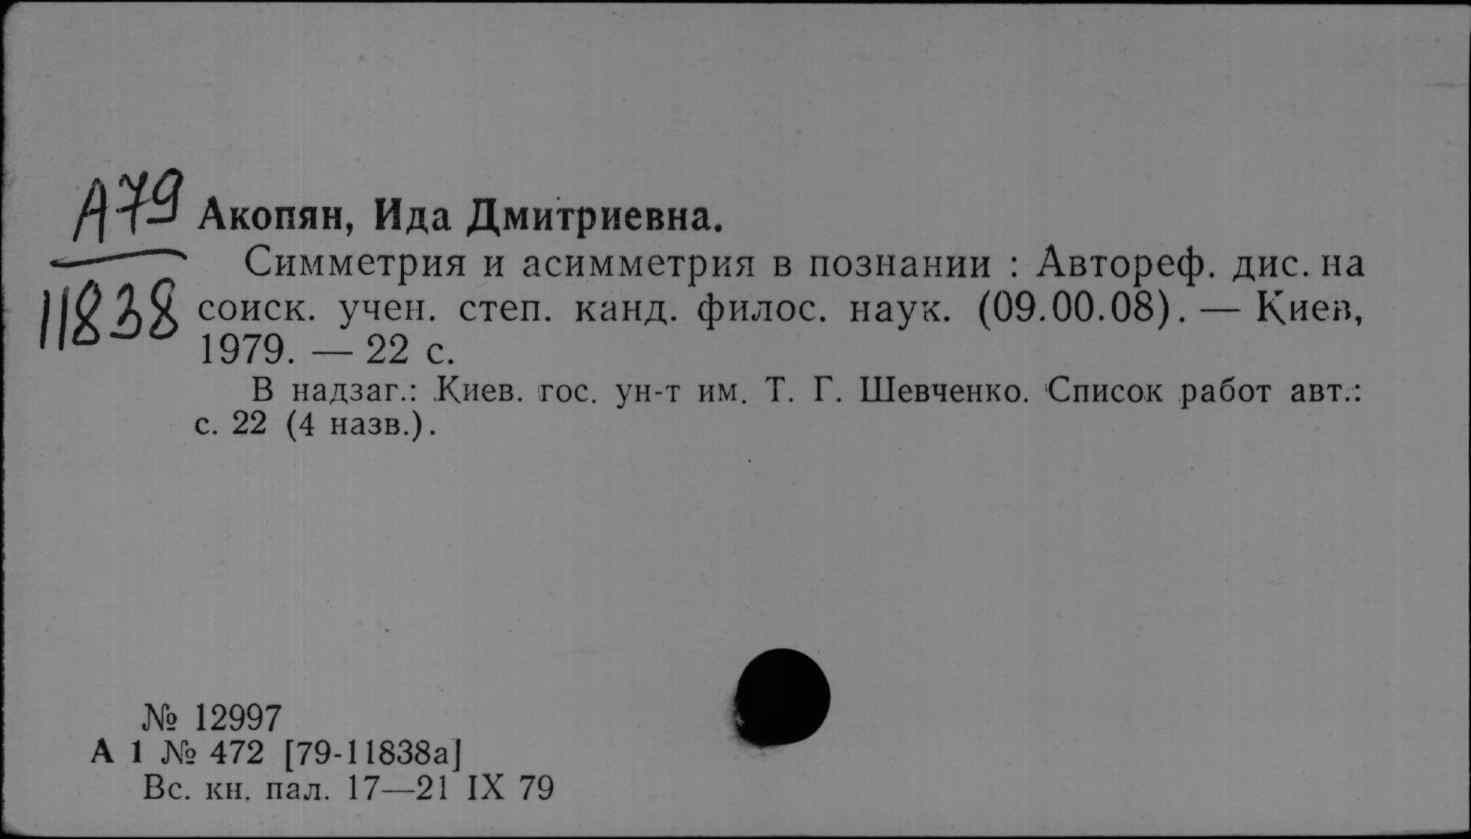 А79
11838
Акопян, Ида Дмитриевна.
Симметрия и асимметрия в познании : Автореф. дис. на
соиск. учен. степ. канд. филос. наук. (09.00.08). — Киев,
1979. — 22 с.
В надзаг.: Киев. гос. ун-т им. Т. Г. Шевченко. Список работ авт.:
с. 22 (4 назв.).
№ 12997
А 1 № 472 [79-11838а]
Вс. кн. пал. 17—21 IX 79